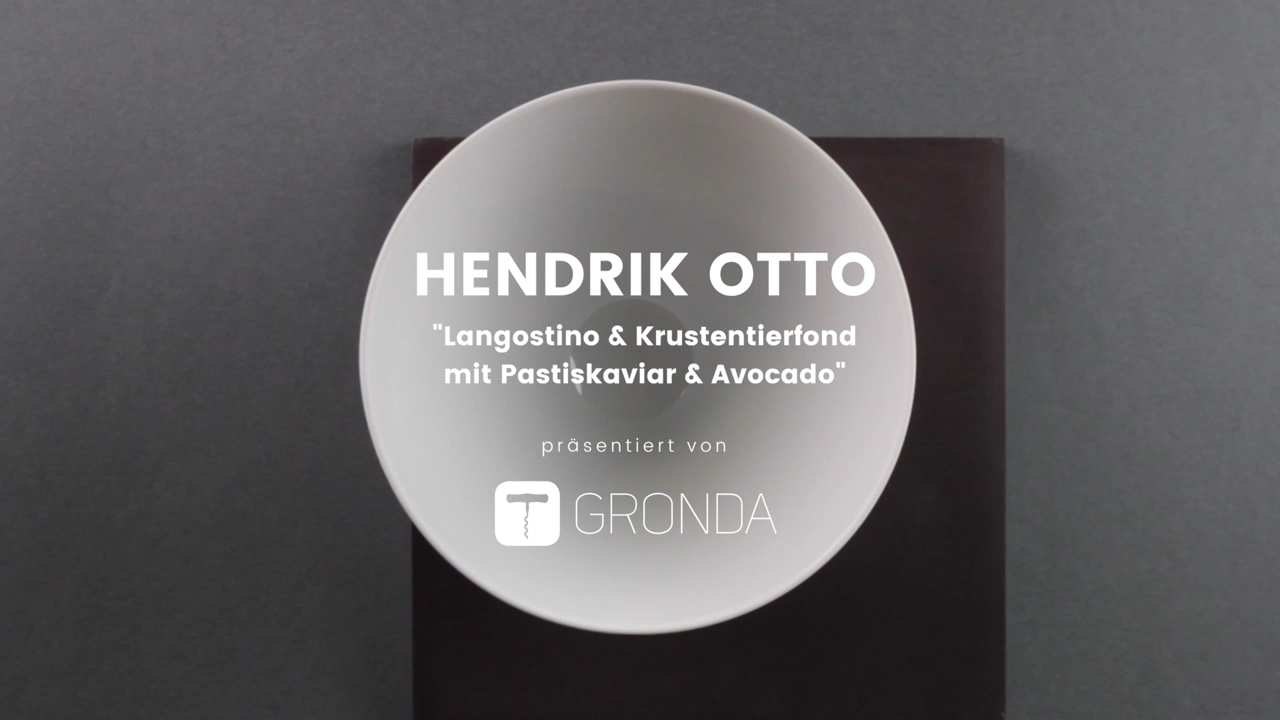 HENDRIK OTTO
"Langostino & Krustentierfond
mit Pastiskaviar & Avocado"
präsentiert von
GRONDA